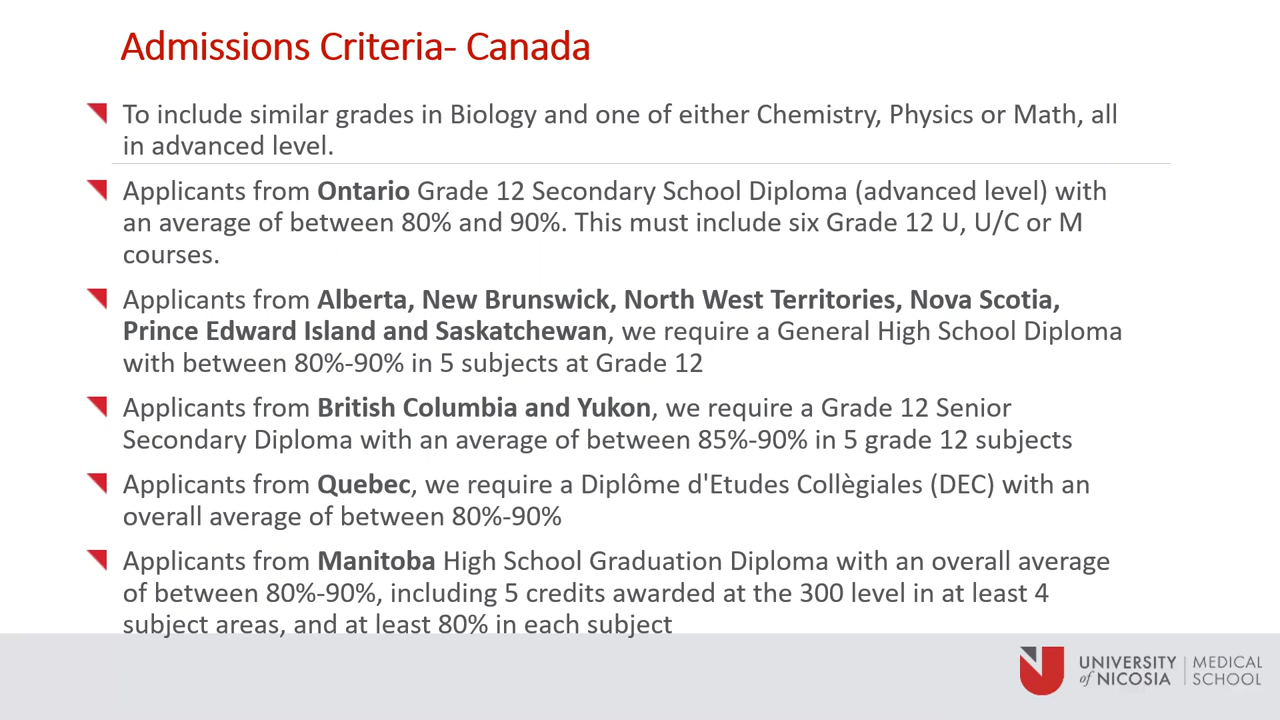 Admissions Criteria- Canada
To include similar grades in Biology and one of either Chemistry, Physics or Math, all
in advanced level.
Applicants from Ontario Grade 12 Secondary School Diploma (advanced level) with
an average of between 80% and 90%. This must include six Grade 12 U, U/C or M
courses.
Applicants from Alberta, New Brunswick, North West Territories, Nova Scotia,
Prince Edward Island and Saskatchewan, we require a General High School Diploma
with between 80%-90% in 5 subjects at Grade 12
Applicants from British Columbia and Yukon, we require a Grade 12 Senior
Secondary Diploma with an average of between 85%-90% in 5 grade 12 subjects
Applicants from Quebec, we require a Diplôme d'Etudes Collègiales (DEC) with an
overall average of between 80%-90%
Applicants from Manitoba High School Graduation Diploma with an overall average
of between 80%-90%, including 5 credits awarded at the 300 level in at least 4
subject areas, and at least 80% in each subject
UNIVERSITY of NICOSIA
MEDICAL SCHOOL